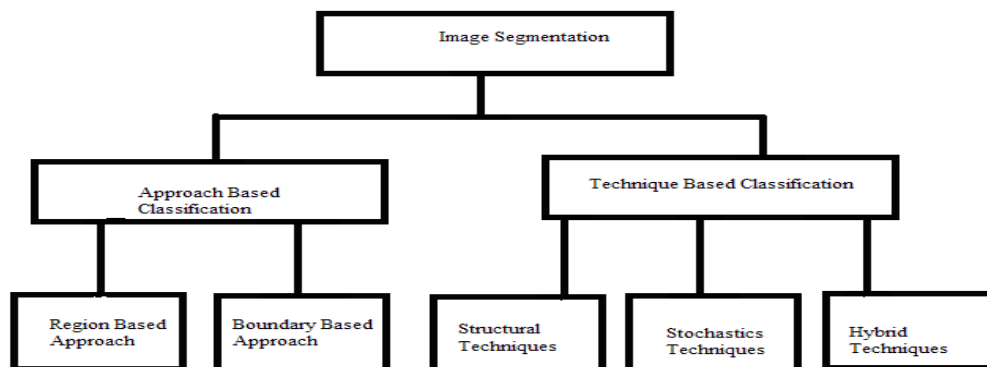 Image Segmentation
Approach Based
Classification
Technique Based Classification
Region Based
Approach
Boundary Based
Approach
Structural
Techniques
Stochastics
Techniques
Hybrid
Techniques